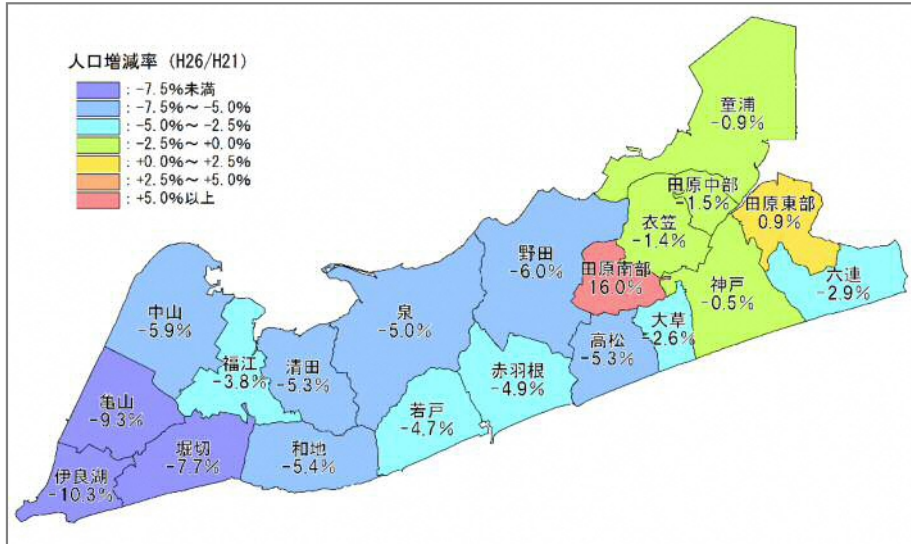 人口増減率 (H26/H21)
: -7.5%未満
: -7.5%～ -5.0%
: -5.0%～ -2.5%
: -2.5%～ +0.0%
: +0.0%～ +2.5%
: +2.5%～ +5.0%
: +5.0%以上
童浦
-0.9%
田原中部
-1.5%
田原東部
0.9%
衣笠
-1.4%
野田
-6.0%
田原南部
16.0%
神戸
-0.5%
六連
-2.9%
中山
-5.9%
泉
-5.0%
大草
-2.6%
高松
-5.3%
福江
-3.8%
清田
-5.3%
赤羽根
-4.9%
亀山
-9.3%
若戸
-4.7%
堀切
-7.7%
和地
-5.4%
伊良湖
-10.3%